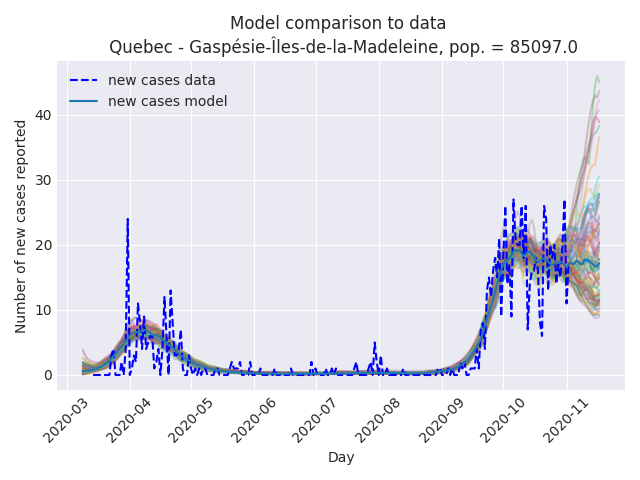 Model comparison to data
Quebec - Gaspésie-Îles-de-la-Madeleine, pop. = 85097.0
new cases data
new cases model
Number of new cases reported
40
30
20
10
0
2020-03
2020-04
2020-05
2020-06
2020-07
2020-08
2020-09
2020-10
2020-11
Day